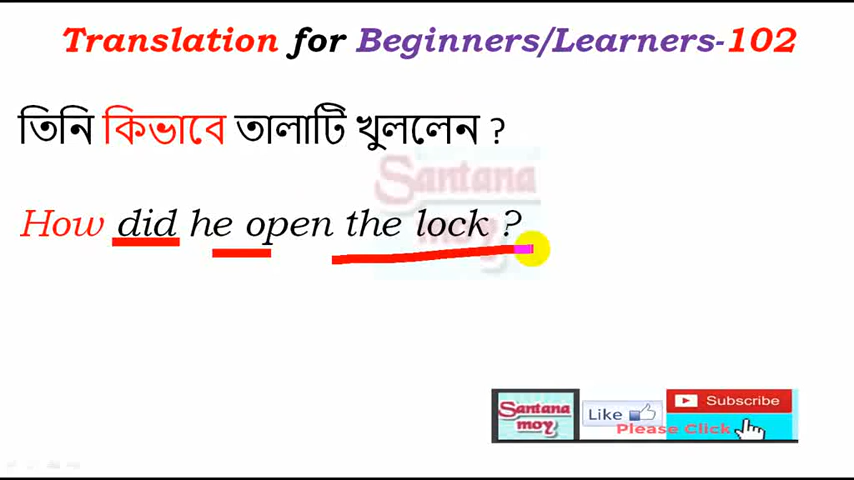 Translation for Beginners/Learners-102
তিনি কিভাবে তালাটি খুললেন ?
How did he open the lock ?
Santana
moy
Santana
moy
Like
Subscribe
Please Click